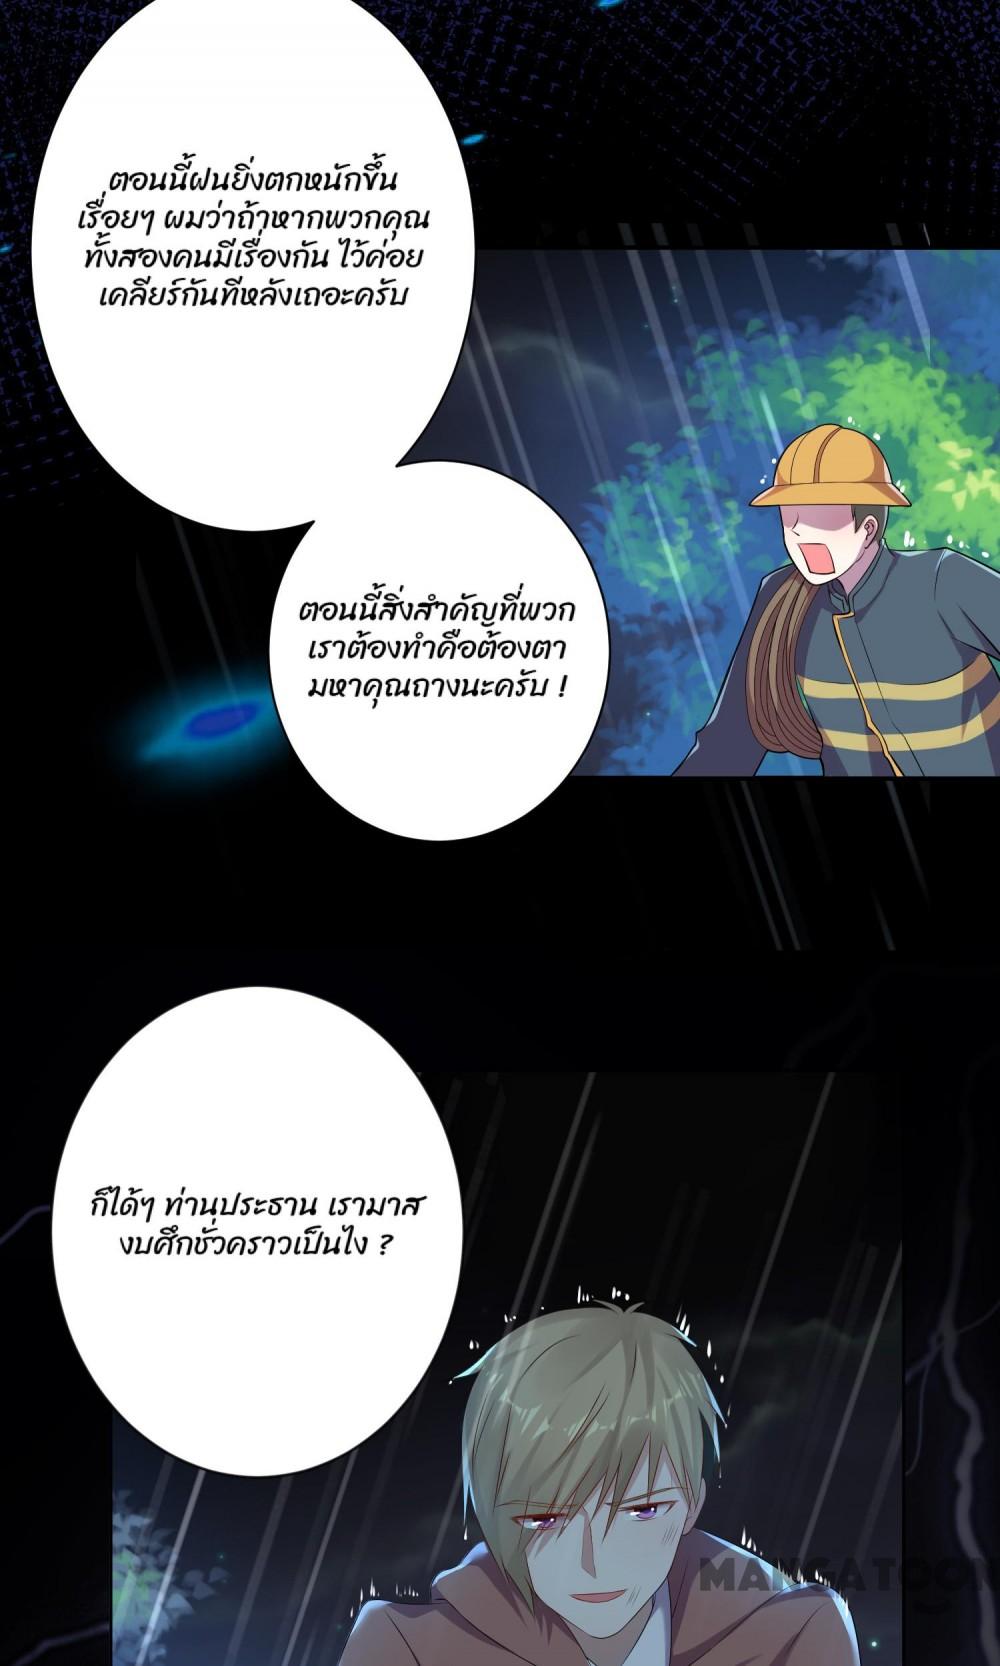 ตอนนี้ฝนยิ่งตกหนักขึ้น
เรื่อยๆ ผมว่าถ้าหากพวกคุณ
ทั้งสองคนมีเรื่องกัน ไว้ค่อย
เคลียร์กันทีหลังเถอะครับ
ตอนนี้สิ่งสำคัญที่พวก
เราต้องทำคือต้องตา
มหาคุณถางนะครับ !
ก็ได้ๆ ท่านประธาน เรามาส
งบศึกชั่วคราวเป็นไง ?
MANGATOON